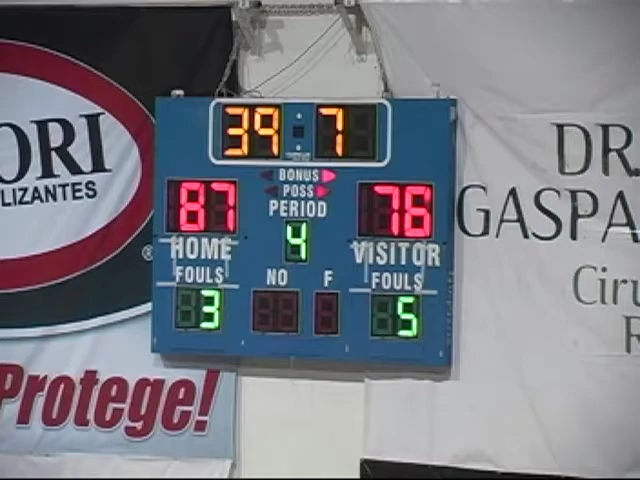 39 7
BONUS
POSS
87 76
PERIOD
4
HOME VISITOR
FOULS NO F FOULS
3 5
ORI
LIZANTES
®
Protege!
DR.
GASPA
Ciru
R